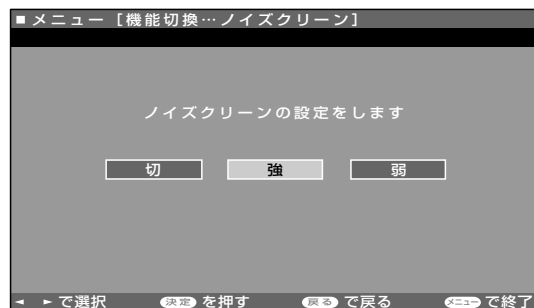 ■メニュー［機能切換…ノイズクリーン］
ノイズクリーンの設定をします
切 強 弱
◄ ►で選択 決定を押す 戻るで戻る メニューで終了